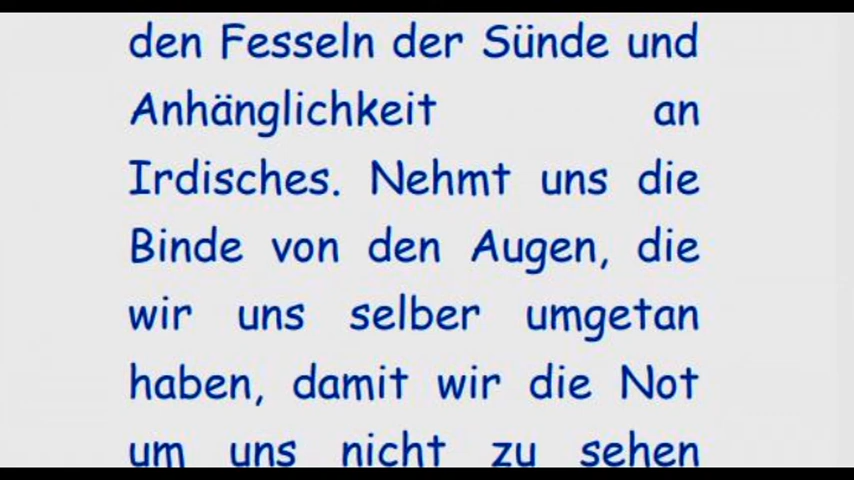 den Fesseln der Sünde und
Anhänglichkeit an
Irdisches. Nehmt uns die
Binde von den Augen, die
wir uns selber umgetan
haben, damit wir die Not
um uns nicht zu sehen